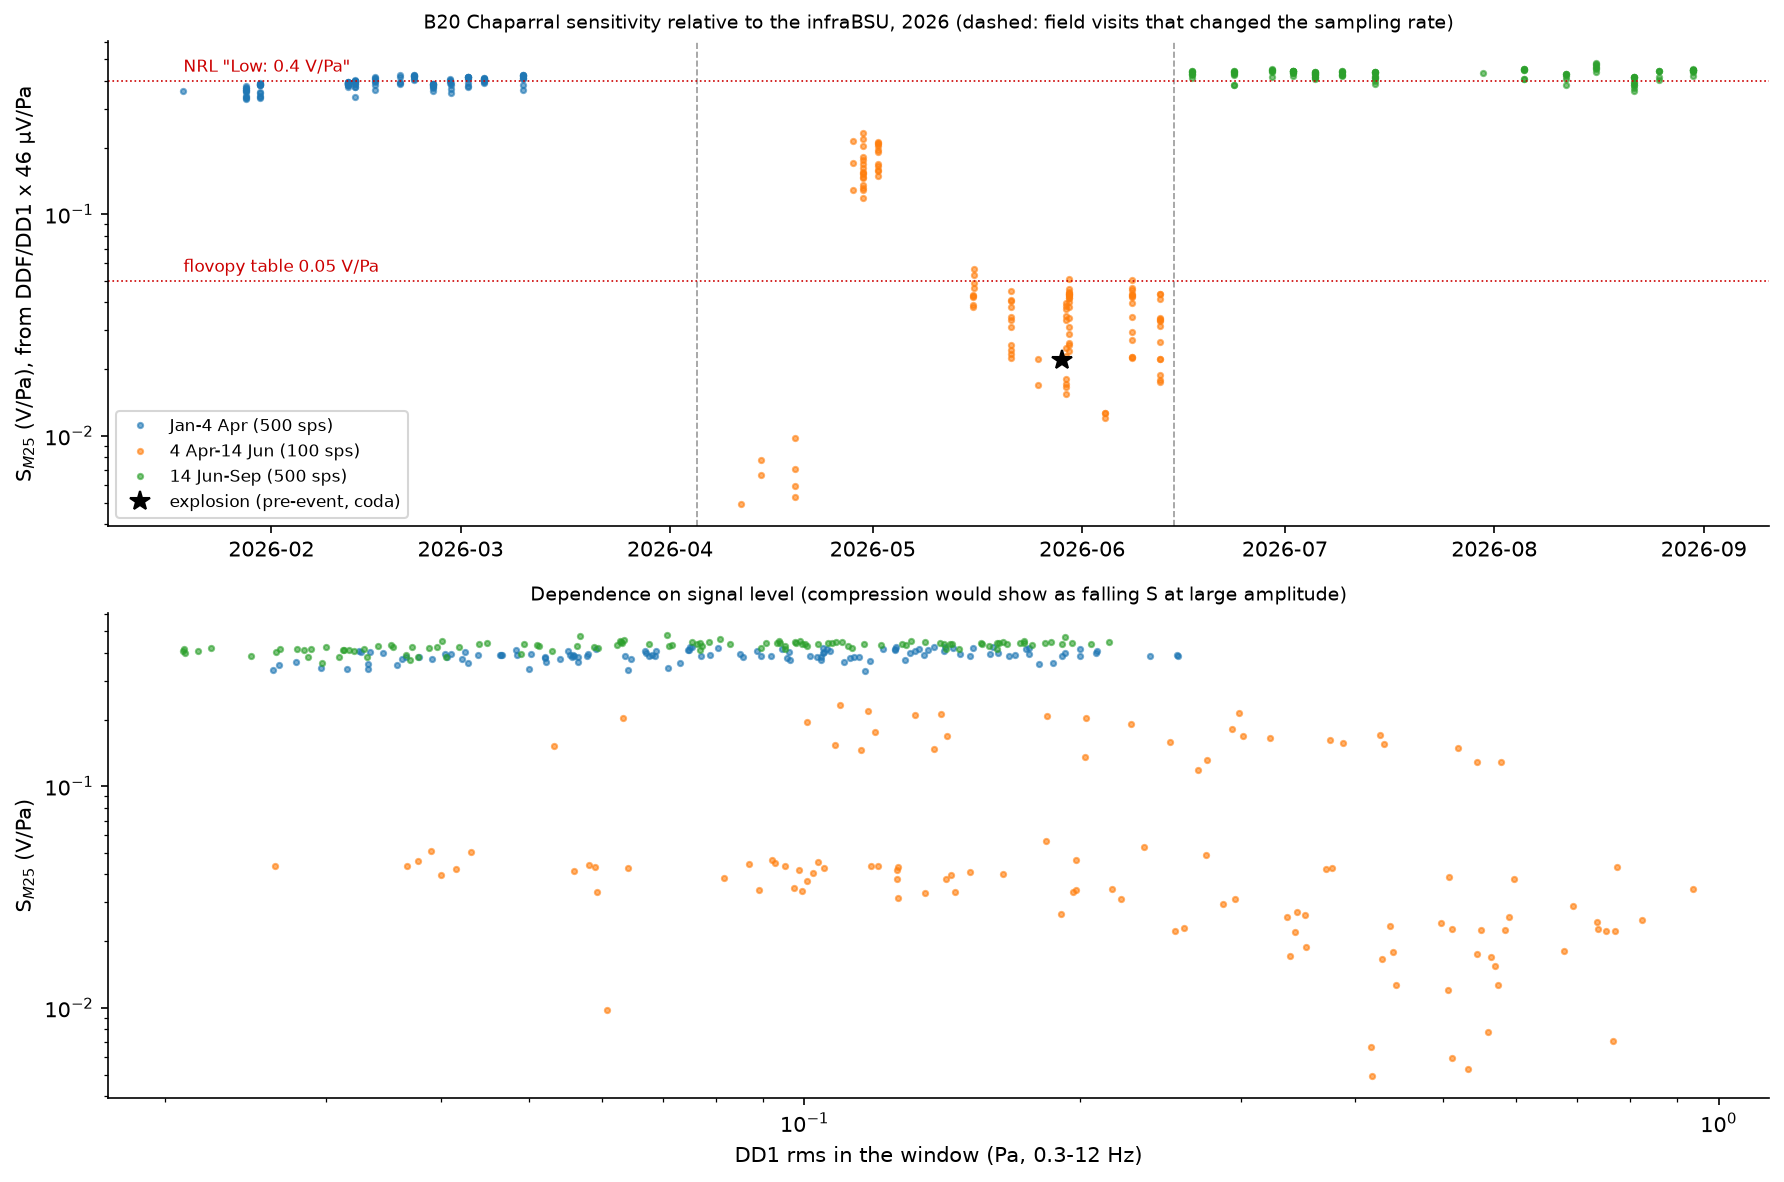 B20 Chaparral sensitivity relative to the infraBSU, 2026 (dashed: field visits that changed the sampling rate)
S_M25 (V/Pa), from DDF/DD1 x 46 µV/Pa
NRL "Low: 0.4 V/Pa"
10⁻¹
flovopy table 0.05 V/Pa
10⁻²
Jan-4 Apr (500 sps)
4 Apr-14 Jun (100 sps)
14 Jun-Sep (500 sps)
explosion (pre-event, coda)
2026-02 2026-03 2026-04 2026-05 2026-06 2026-07 2026-08 2026-09
Dependence on signal level (compression would show as falling S at large amplitude)
S_M25 (V/Pa)
10⁻¹
10⁻²
10⁻¹ 10⁰
DD1 rms in the window (Pa, 0.3-12 Hz)